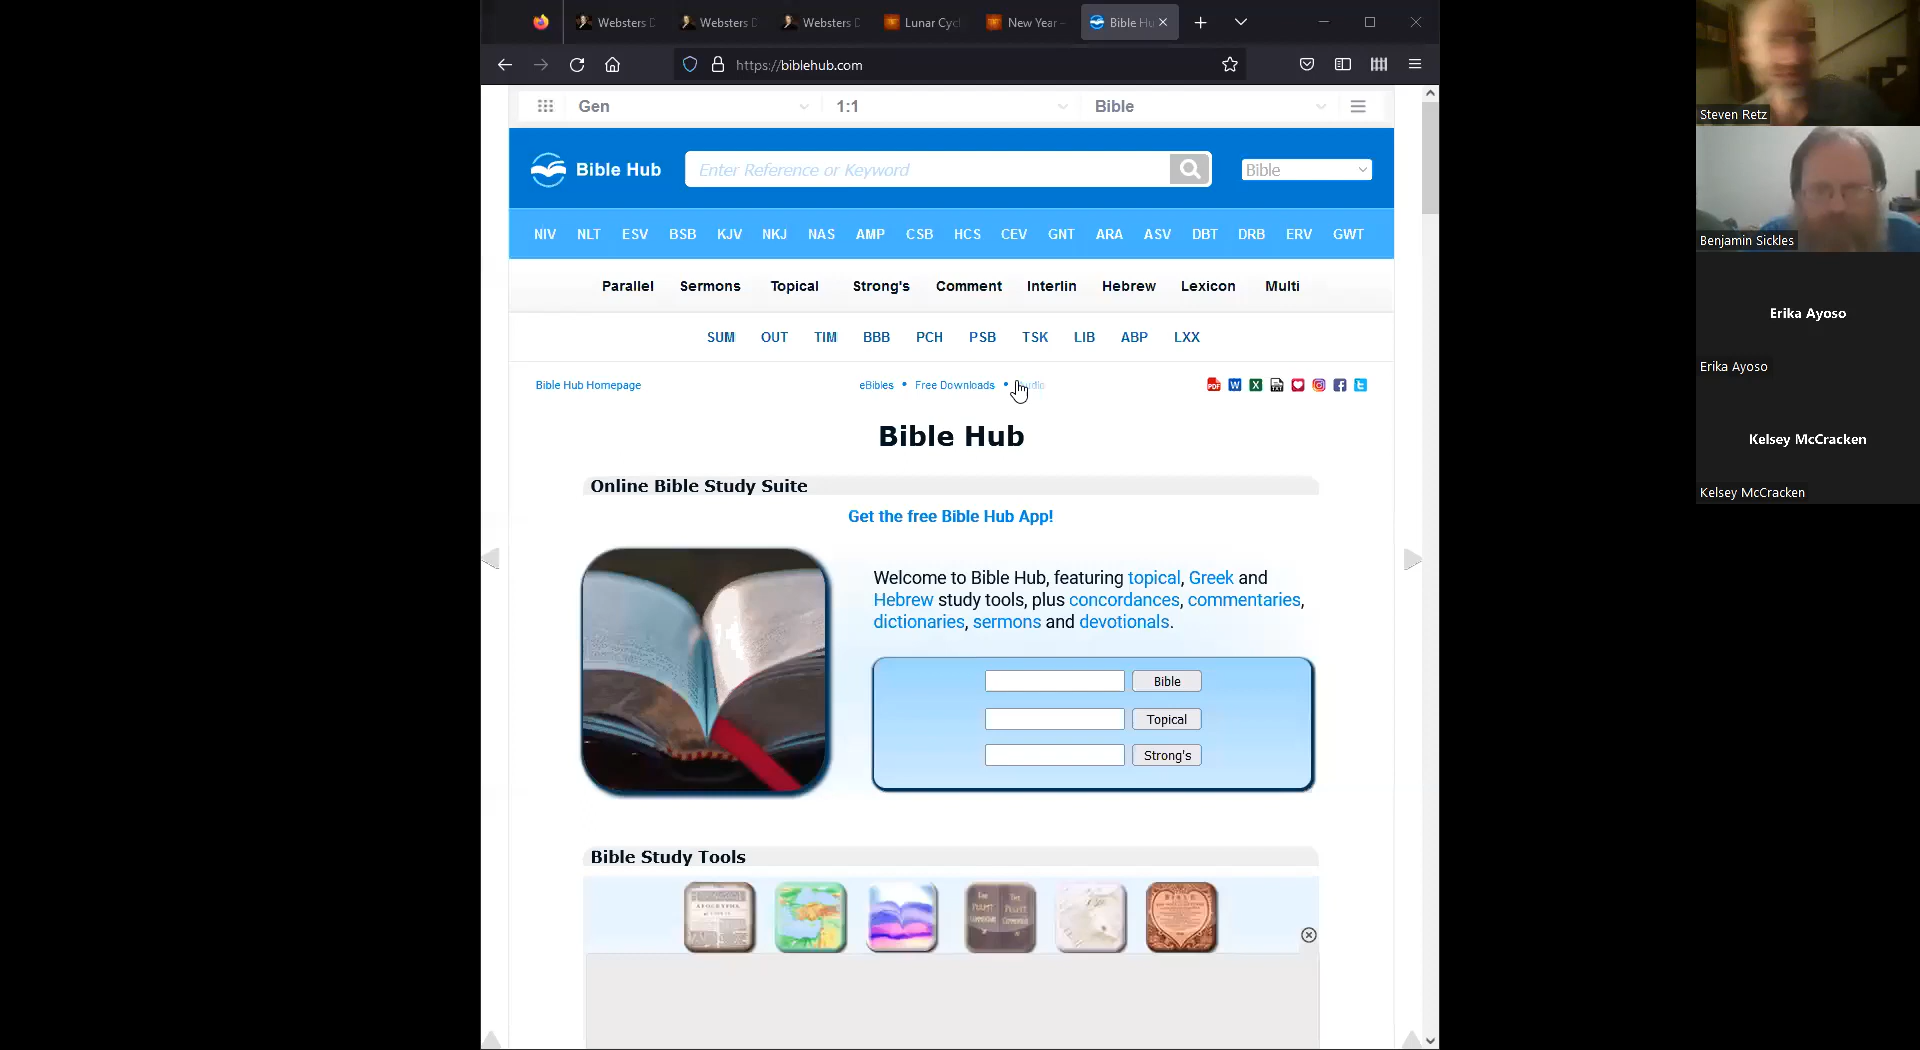 Websters D
Websters D
Websters D
Lunar Cyc
New Year –
Bible Hu
https://biblehub.com
Gen
1:1
Bible
Bible Hub
Enter Reference or Keyword
Bible
NIV NLT ESV BSB KJV NKJ NAS AMP CSB HCS CEV GNT ARA ASV DBT DRB ERV GWT
Parallel Sermons Topical Strong's Comment Interlin Hebrew Lexicon Multi
SUM OUT TIM BBB PCH PSB TSK LIB ABP LXX
Bible Hub Homepage
eBibles • Free Downloads •
Bible Hub
Online Bible Study Suite
Get the free Bible Hub App!
Welcome to Bible Hub, featuring topical, Greek and
Hebrew study tools, plus concordances, commentaries,
dictionaries, sermons and devotionals.
Bible
Topical
Strong's
Bible Study Tools
Steven Retz
Benjamin Sickles
Erika Ayoso
Erika Ayoso
Kelsey McCracken
Kelsey McCracken